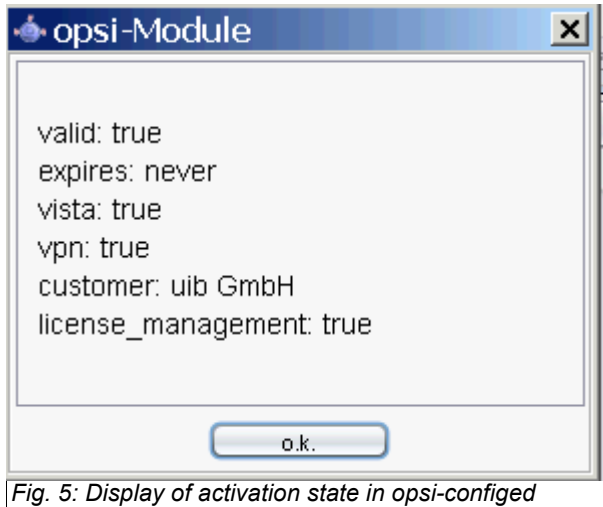 opsi-Module
valid: true
expires: never
vista: true
vpn: true
customer: uib GmbH
license_management: true
o.k.
Fig. 5: Display of activation state in opsi-configed